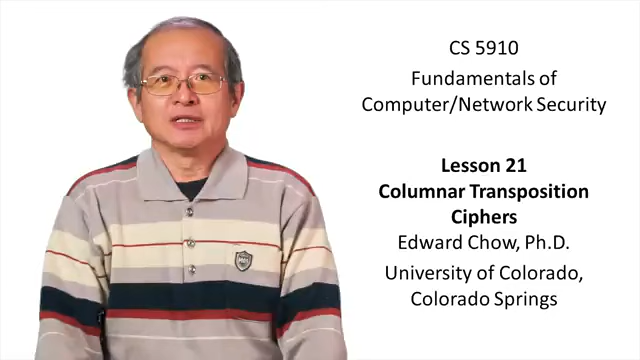 CS 5910
Fundamentals of
Computer/Network Security
Lesson 21
Columnar Transposition
Ciphers
Edward Chow, Ph.D.
University of Colorado,
Colorado Springs